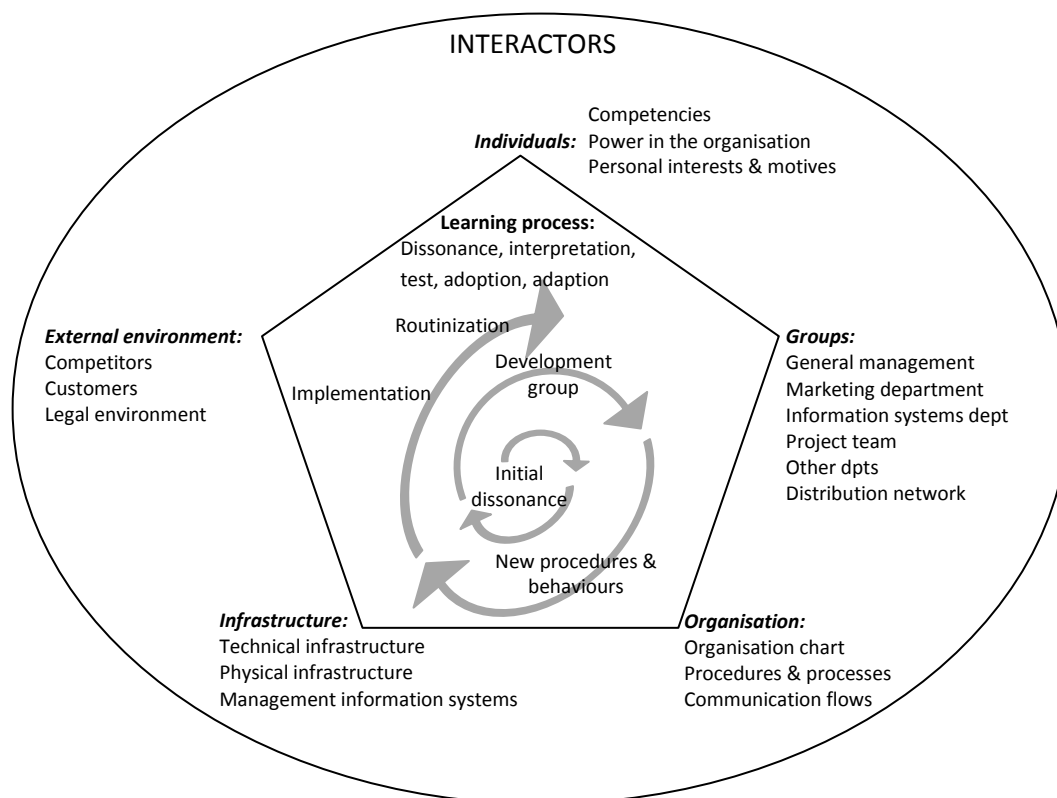 INTERACTORS
Competencies
Individuals: Power in the organisation
Personal interests & motives
Learning process:
Dissonance, interpretation,
test, adoption, adaption
Routinization
Implementation
Development
group
Initial
dissonance
New procedures &
behaviours
External environment:
Competitors
Customers
Legal environment
Groups:
General management
Marketing department
Information systems dept
Project team
Other dpts
Distribution network
Infrastructure:
Technical infrastructure
Physical infrastructure
Management information systems
Organisation:
Organisation chart
Procedures & processes
Communication flows